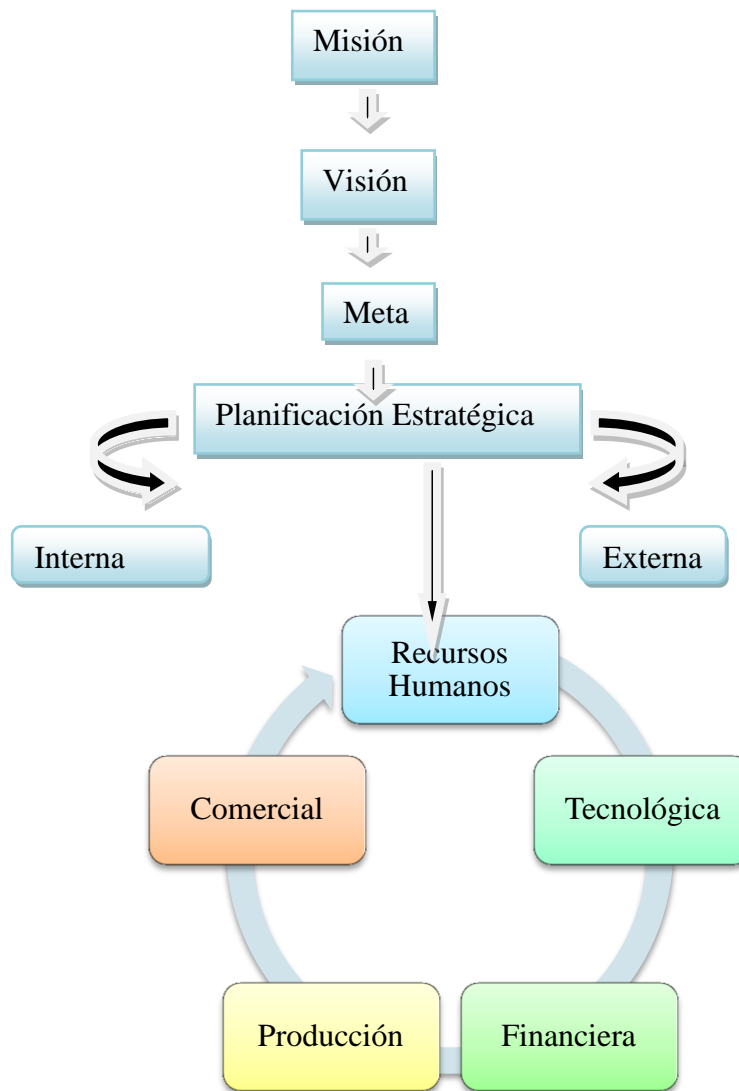 Misión
Visión
Meta
Planificación Estratégica
Interna
Externa
Recursos
Humanos
Comercial
Tecnológica
Producción
Financiera